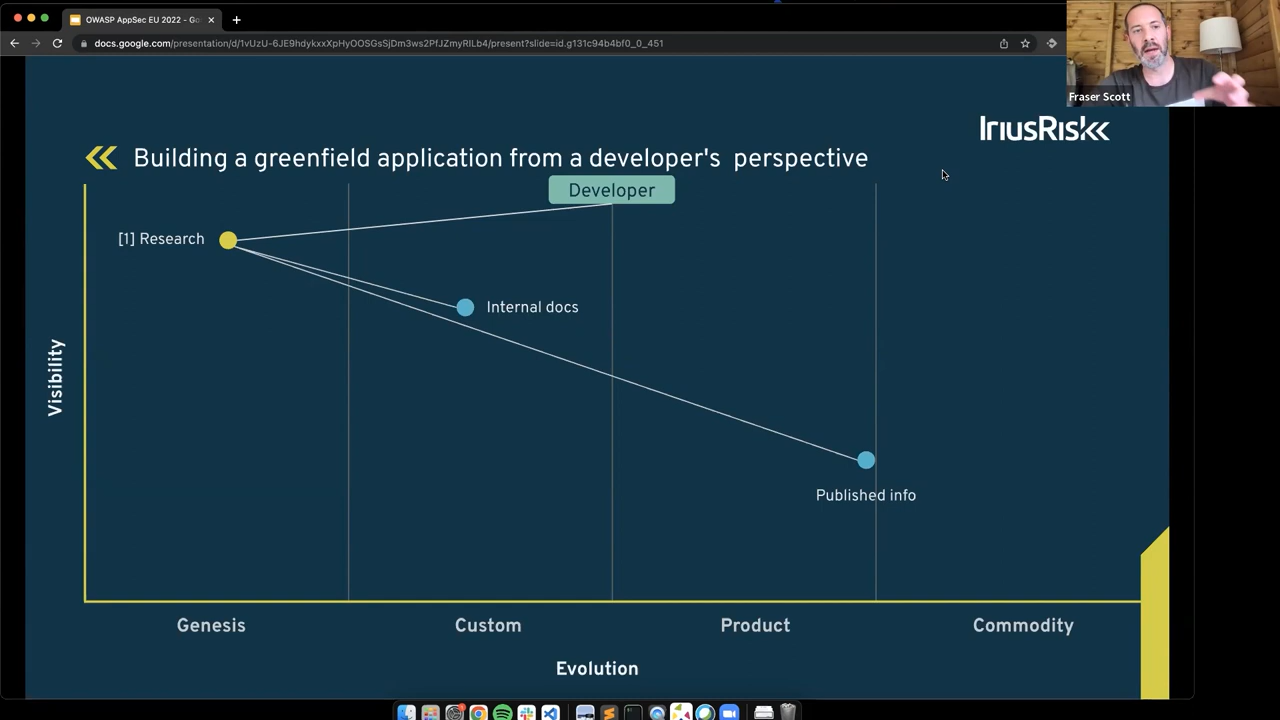 OWASP AppSec EU 2022 - Go
docs.google.com/presentation/d/1vUzU-6JE9hdykxxXpHyOOSGsSjDm3ws2PfJZmyRILb4/present?slide=id.g131c94b4bf0_0_451
Fraser Scott
IriusRisk
Building a greenfield application from a developer's perspective
Developer
[1] Research
Internal docs
Visibility
Published info
Genesis
Custom
Product
Commodity
Evolution